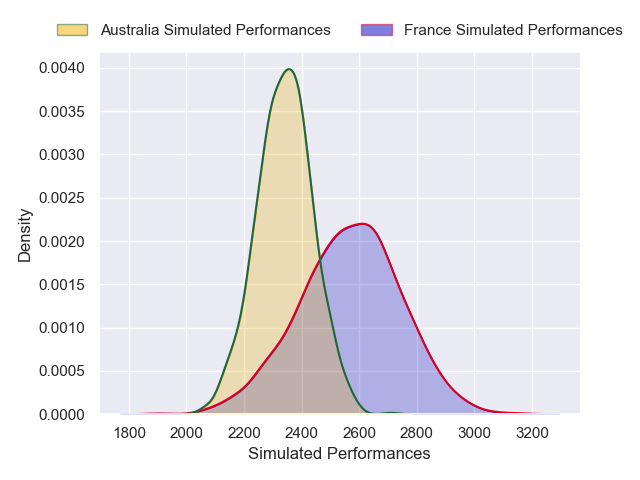 Australia Simulated Performances France Simulated Performances
0.0040
0.0035
0.0030
0.0025
0.0020
0.0015
0.0010
0.0005
0.0000
Density
1800 2000 2200 2400 2600 2800 3000 3200
Simulated Performances